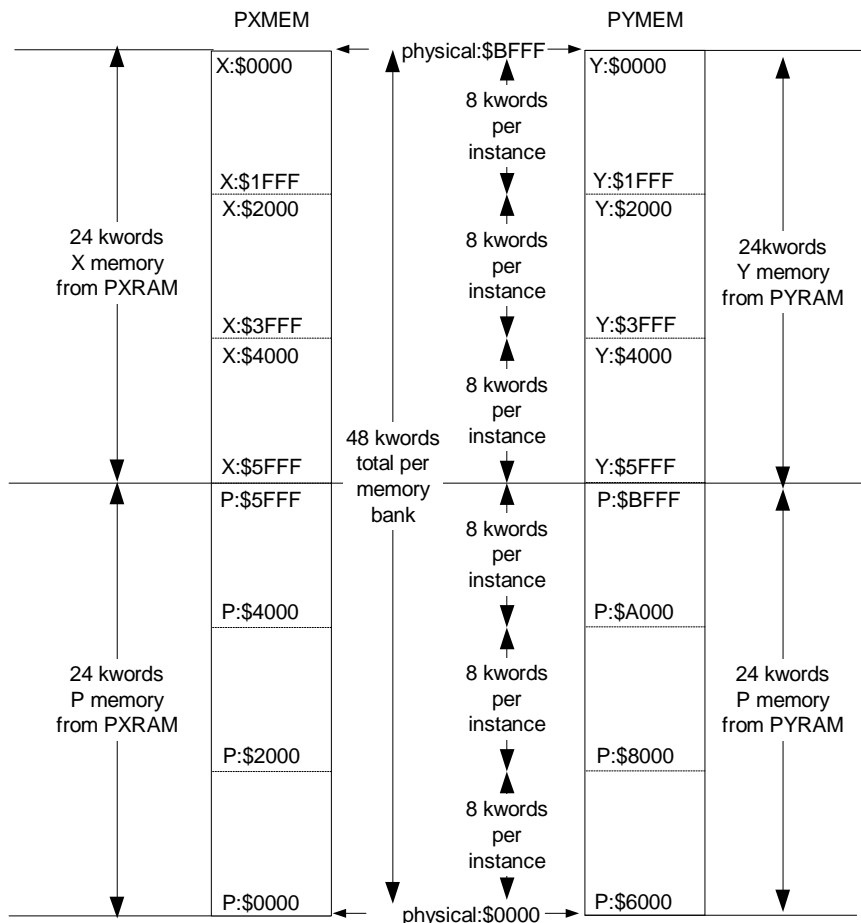 PXMEM
PYMEM
physical:$BFFF
X:$0000
Y:$0000
8 kwords
per
instance
X:$1FFF
Y:$1FFF
X:$2000
Y:$2000
24 kwords
X memory
from PXRAM
8 kwords
per
instance
24kwords
Y memory
from PYRAM
X:$3FFF
Y:$3FFF
X:$4000
Y:$4000
8 kwords
per
instance
48 kwords
total per
memory
bank
X:$5FFF
Y:$5FFF
P:$5FFF
P:$BFFF
8 kwords
per
instance
P:$4000
P:$A000
24 kwords
P memory
from PXRAM
8 kwords
per
instance
24 kwords
P memory
from PYRAM
P:$2000
P:$8000
8 kwords
per
instance
P:$0000
P:$6000
physical:$0000